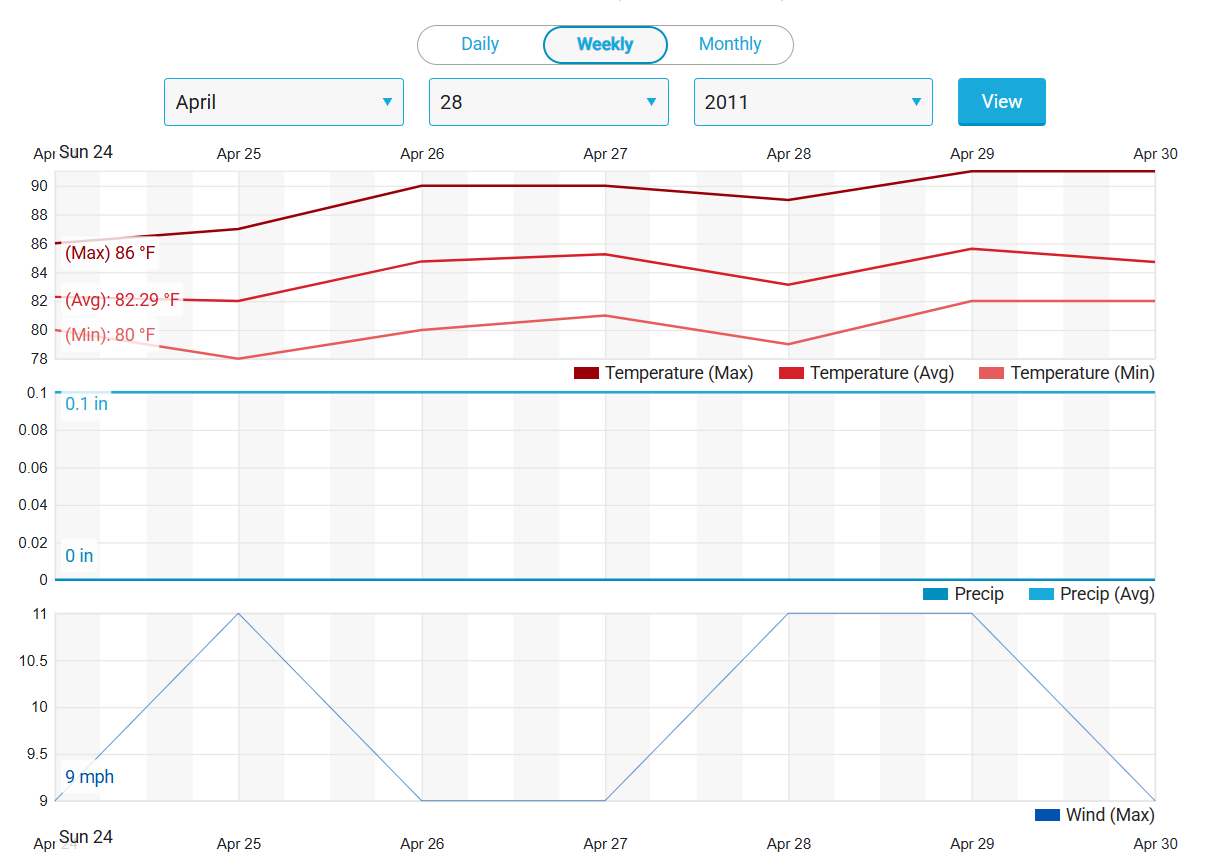 Daily Weekly Monthly
April 28 2011 View
Apr Sun 24 Apr 25 Apr 26 Apr 27 Apr 28 Apr 29 Apr 30
90
88
86
(Max) 86 °F
84
82
(Avg): 82.29 °F
80
(Min): 80 °F
78
Temperature (Max) Temperature (Avg) Temperature (Min)
0.1
0.1 in
0.08
0.06
0.04
0.02
0 in
0
Precip Precip (Avg)
11
10.5
10
9.5
9 mph
9
Wind (Max)
Apr 24 Sun 24 Apr 25 Apr 26 Apr 27 Apr 28 Apr 29 Apr 30